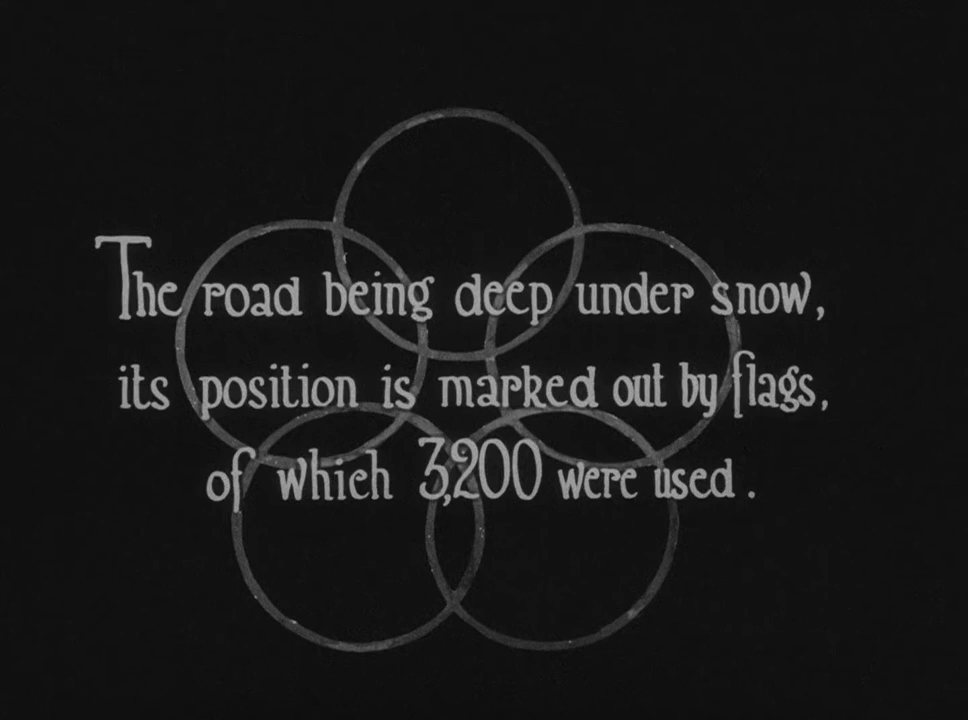 The road being deep under snow,
its position is marked out by flags,
of which 3,200 were used.